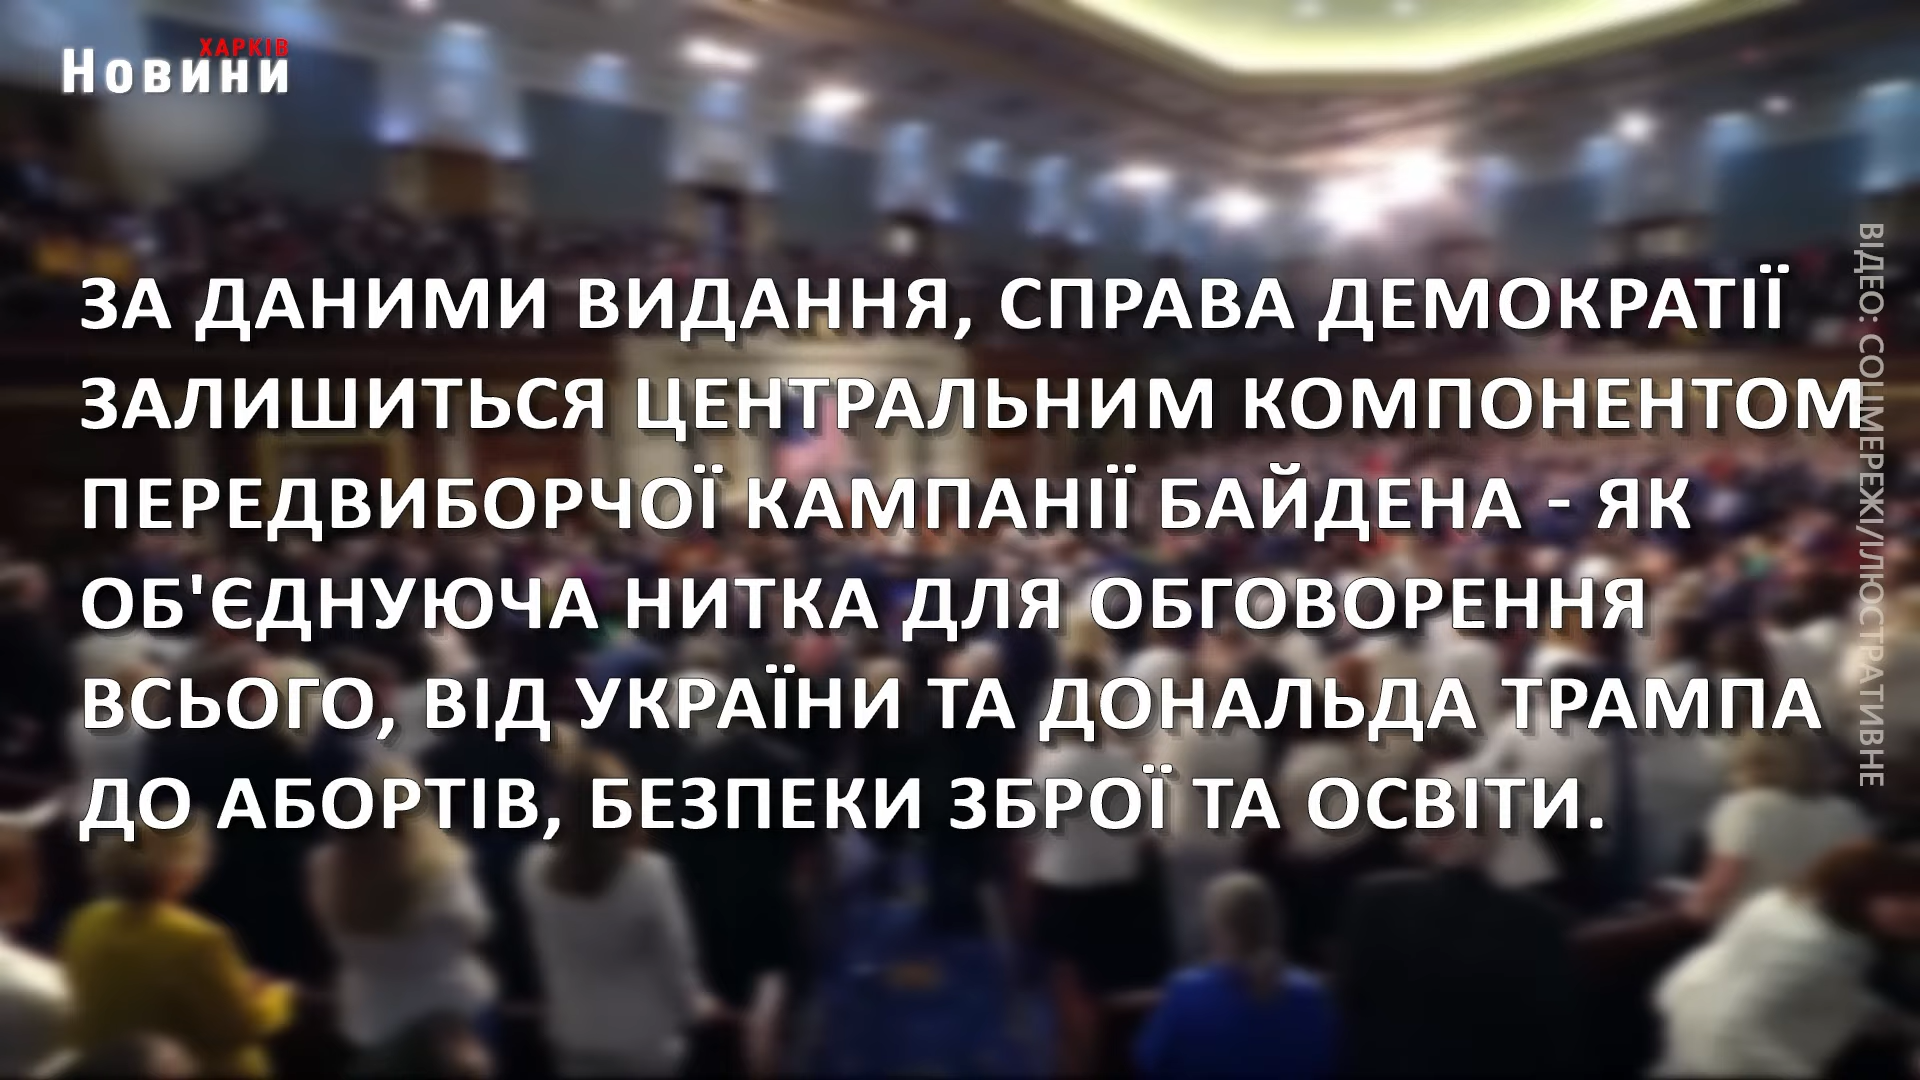 ХАРКІВ
Новини
ЗА ДАНИМИ ВИДАННЯ, СПРАВА ДЕМОКРАТІЇ
ЗАЛИШИТЬСЯ ЦЕНТРАЛЬНИМ КОМПОНЕНТОМ
ПЕРЕДВИБОРЧОЇ КАМПАНІЇ БАЙДЕНА - ЯК
ОБ'ЄДНУЮЧА НИТКА ДЛЯ ОБГОВОРЕННЯ
ВСЬОГО, ВІД УКРАЇНИ ТА ДОНАЛЬДА ТРАМПА
ДО АБОРТІВ, БЕЗПЕКИ ЗБРОЇ ТА ОСВІТИ.
ВІДЕО: СОЦМЕРЕЖІ/ІЛЮСТРАТИВНЕ